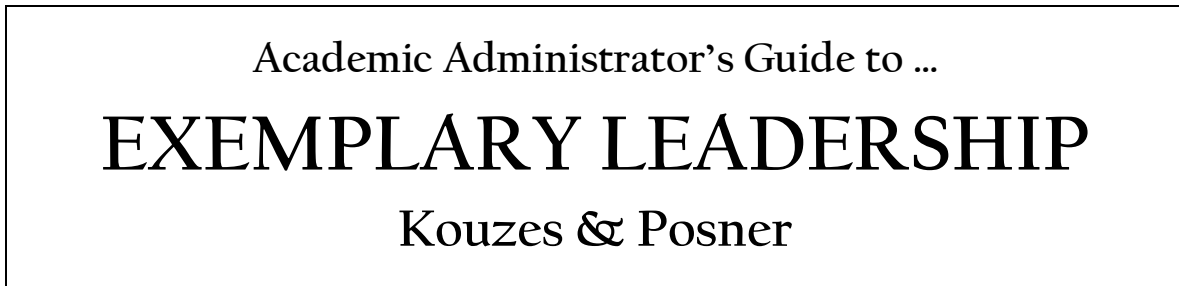 Academic Administrator’s Guide to ...
EXEMPLARY LEADERSHIP
Kouzes & Posner